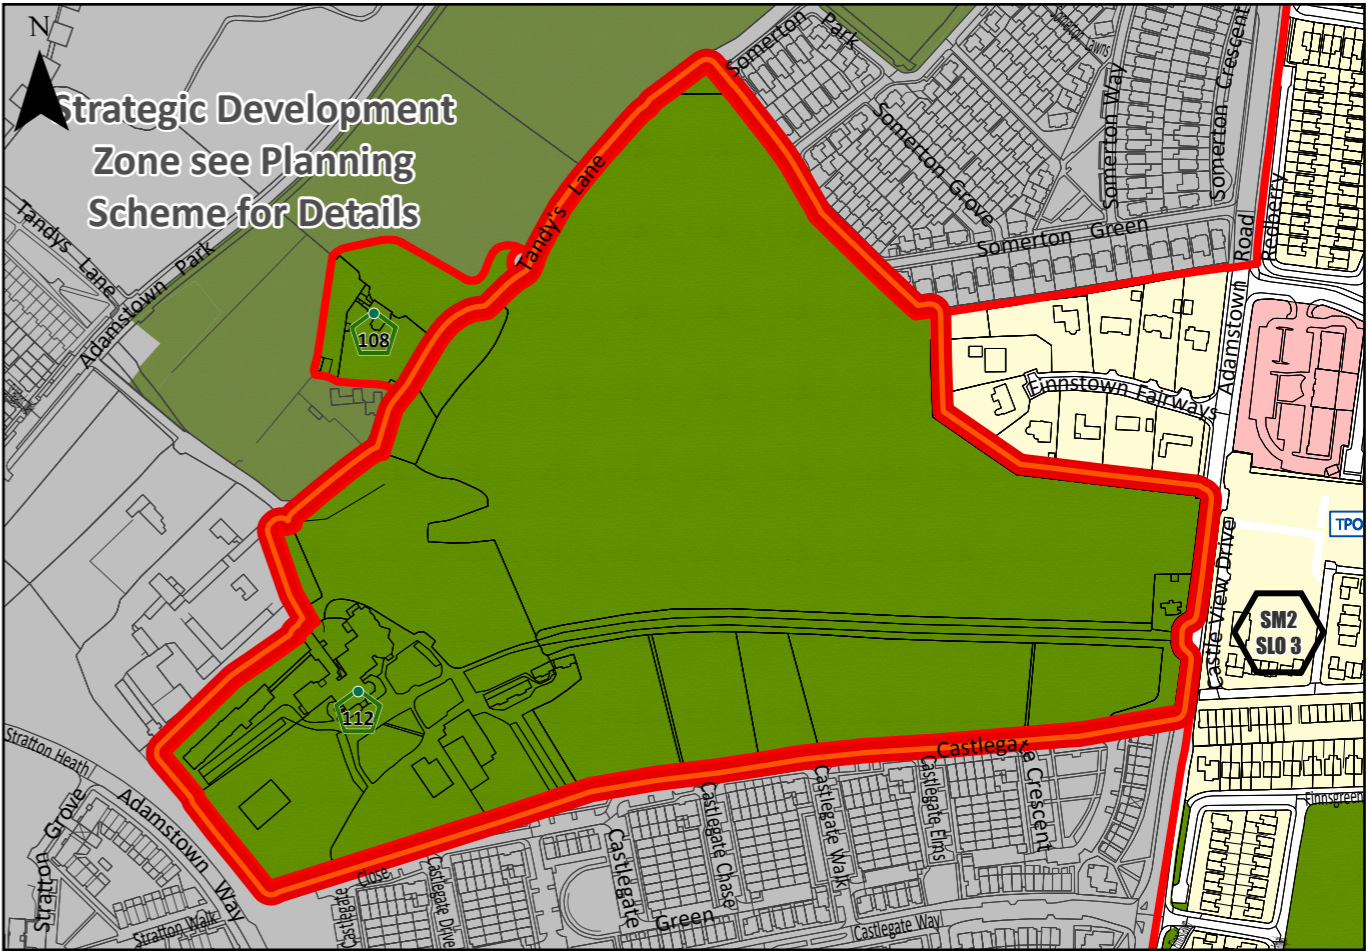 N
Strategic Development
Zone see Planning
Scheme for Details
Somerton Park
Somerton Lawns
Somerton Way
Somerton Crescent
Somerton Grove
Somerton Green
Tandy's Lane
Tandys Lane
Adamstown Park
108
Adamstown Road
Redberry
Finnstown Fairways
TPO
Castle View Drive
SM2
SLO 3
112
Stratton Heath
Stratton Grove
Adamstown Way
Stratton Walk
Castlegate Crescent
Castlegate Close
Castlegate Drive
Castlegate Green
Castlegate Chase
Castlegate Walk
Castlegate Elms
Castlegate Way
Finnsgreen